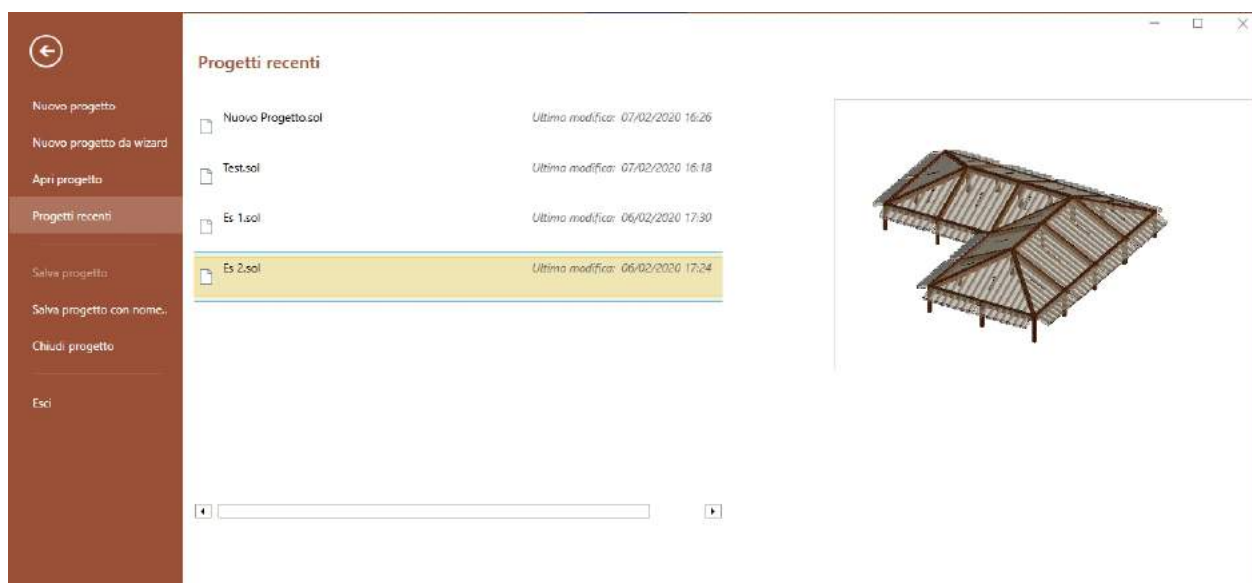 Progetti recenti
Nuovo progetto
Nuovo progetto da wizard
Apri progetto
Progetti recenti
Salva progetto
Salva progetto con nome..
Chiudi progetto
Esci
Nuovo Progetto.sol Ultima modifica: 07/02/2020 16:26
Test.sol Ultima modifica: 07/02/2020 16:18
Es 1.sol Ultima modifica: 06/02/2020 17:30
Es 2.sol Ultima modifica: 06/02/2020 17:24